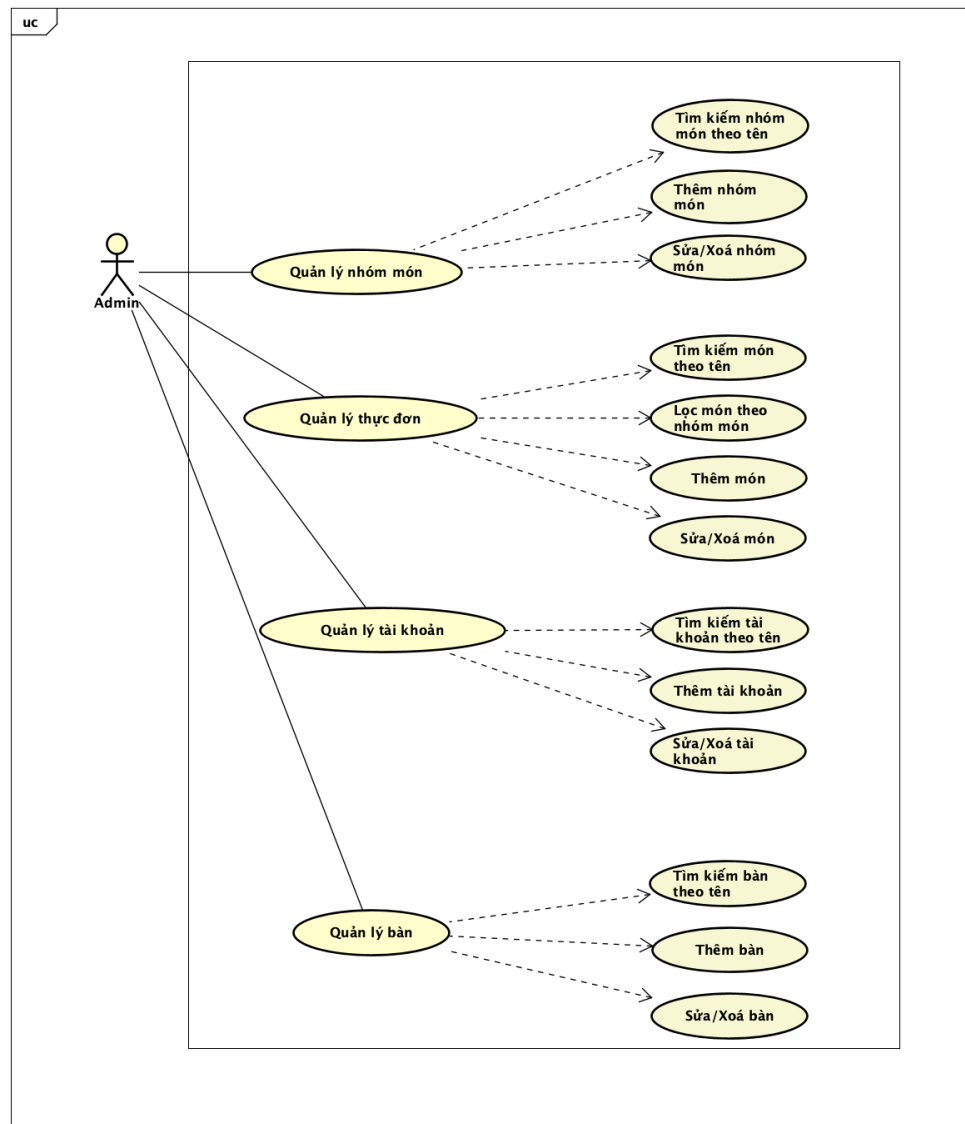 uc
Tìm kiếm nhóm
món theo tên
Thêm nhóm
món
Sửa/Xoá nhóm
món
Quản lý nhóm món
Admin
Tìm kiếm món
theo tên
Lọc món theo
nhóm món
Quản lý thực đơn
Thêm món
Sửa/Xoá món
Tìm kiếm tài
khoản theo tên
Quản lý tài khoản
Thêm tài khoản
Sửa/Xoá tài
khoản
Tìm kiếm bàn
theo tên
Quản lý bàn
Thêm bàn
Sửa/Xoá bàn